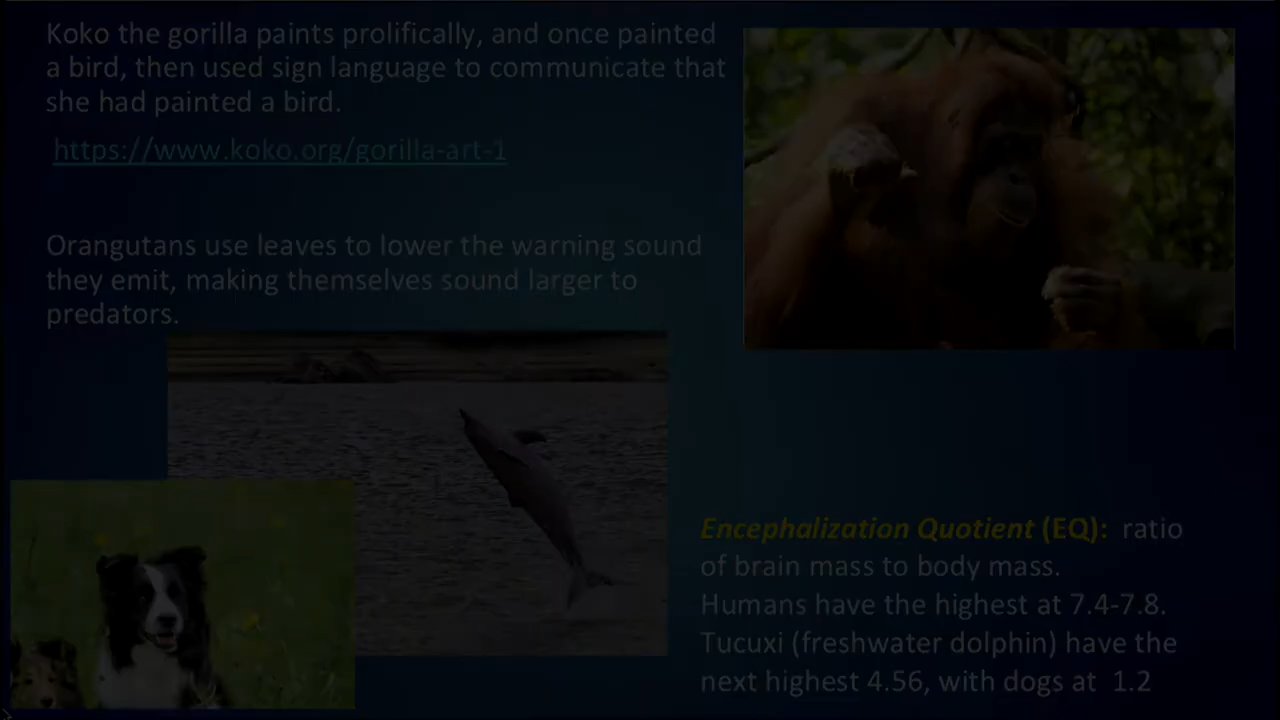 Koko the gorilla paints prolifically, and once painted
a bird, then used sign language to communicate that
she had painted a bird.
https://www.koko.org/gorilla-art-1
Orangutans use leaves to lower the warning sound
they emit, making themselves sound larger to
predators.
Encephalization Quotient (EQ): ratio
of brain mass to body mass.
Humans have the highest at 7.4-7.8.
Tucuxi (freshwater dolphin) have the
next highest 4.56, with dogs at 1.2